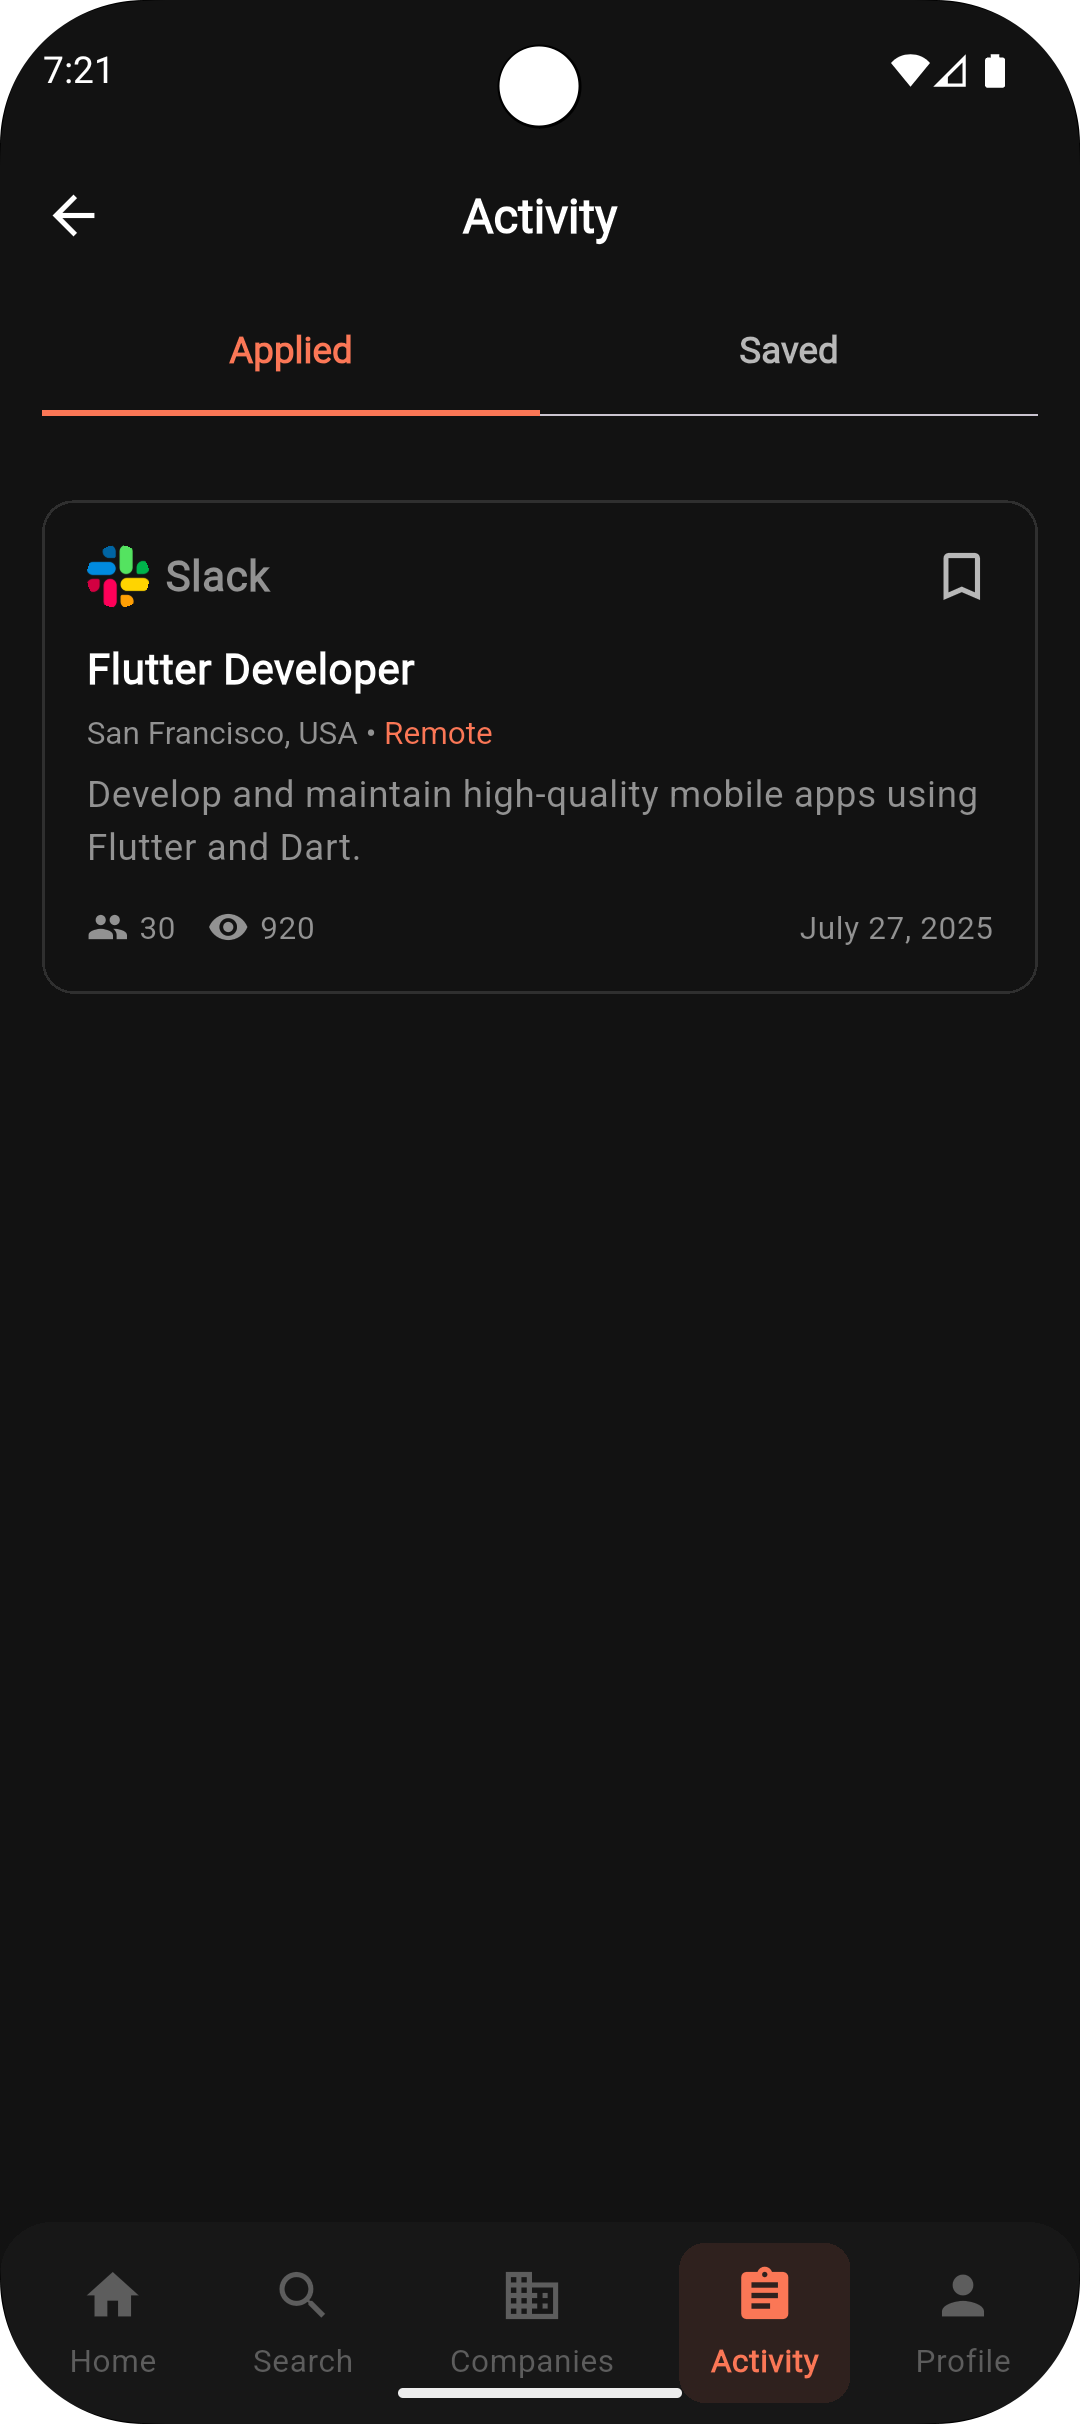 7:21
Activity
Applied
Saved
Slack
Flutter Developer
San Francisco, USA • Remote
Develop and maintain high-quality mobile apps using
Flutter and Dart.
30
920
July 27, 2025
Home
Search
Companies
Activity
Profile